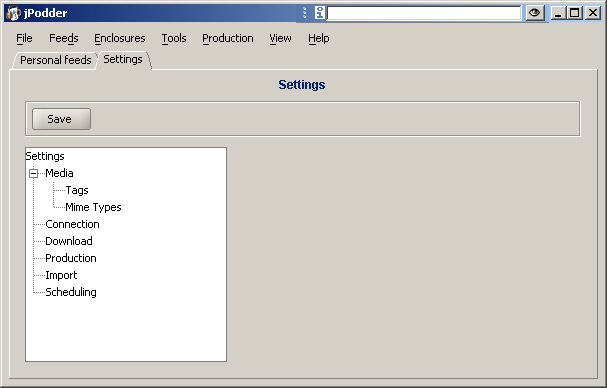 jPodder
File Feeds Enclosures Tools Production View Help
Personal feeds Settings
Settings
Save
Settings
Media
Tags
Mime Types
Connection
Download
Production
Import
Scheduling